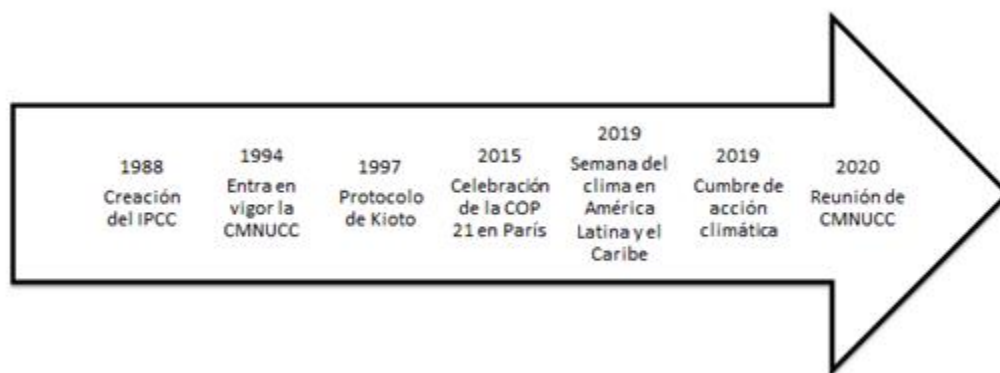 1988
Creación
del IPCC
1994
Entra en
vigor la
CMNUCC
1997
Protocolo
de Kioto
2015
Celebración
de la COP
21 en París
2019
Semana del
clima en
América
Latina y el
Caribe
2019
Cumbre de
acción
climática
2020
Reunión de
CMNUCC